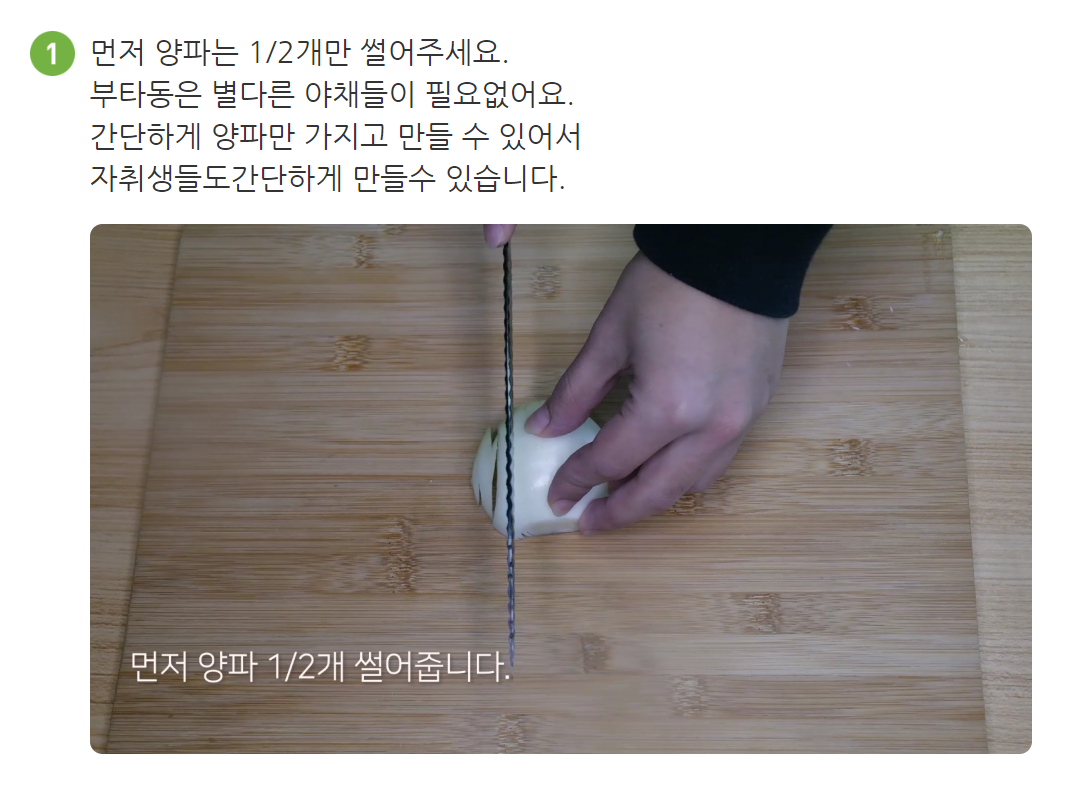 1
먼저 양파는 1/2개만 썰어주세요.
부타동은 별다른 야채들이 필요없어요.
간단하게 양파만 가지고 만들 수 있어서
자취생들도간단하게 만들수 있습니다.
먼저 양파 1/2개 썰어줍니다.